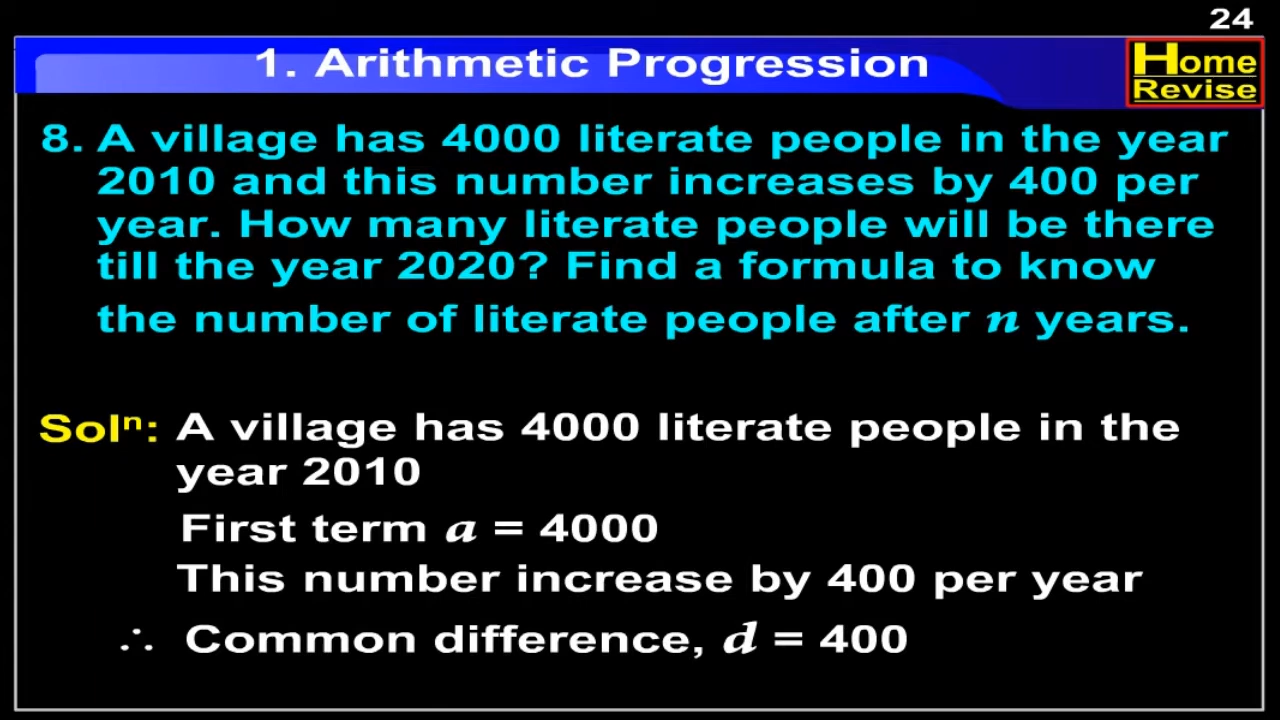 24
1. Arithmetic Progression
Home
Revise
8. A village has 4000 literate people in the year
2010 and this number increases by 400 per
year. How many literate people will be there
till the year 2020? Find a formula to know
the number of literate people after n years.
Solⁿ: A village has 4000 literate people in the
year 2010
First term a = 4000
This number increase by 400 per year
∴ Common difference, d = 400